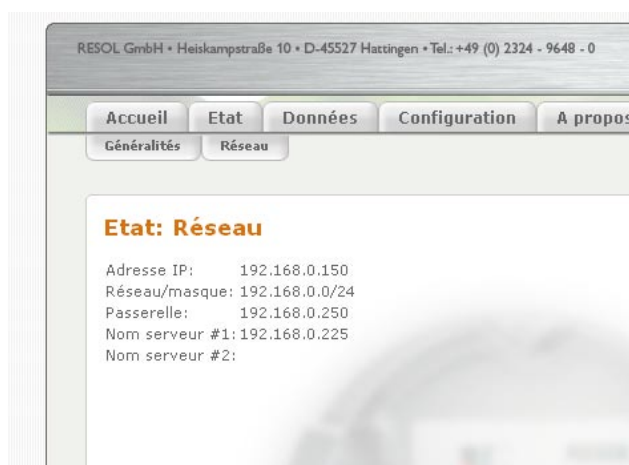 RESOL GmbH • Heiskampstraße 10 • D-45527 Hattingen • Tel.: +49 (0) 2324 - 9648 - 0
Accueil Etat Données Configuration A propos
Généralités Réseau
Etat: Réseau
Adresse IP: 192.168.0.150
Réseau/masque: 192.168.0.0/24
Passerelle: 192.168.0.250
Nom serveur #1: 192.168.0.225
Nom serveur #2: